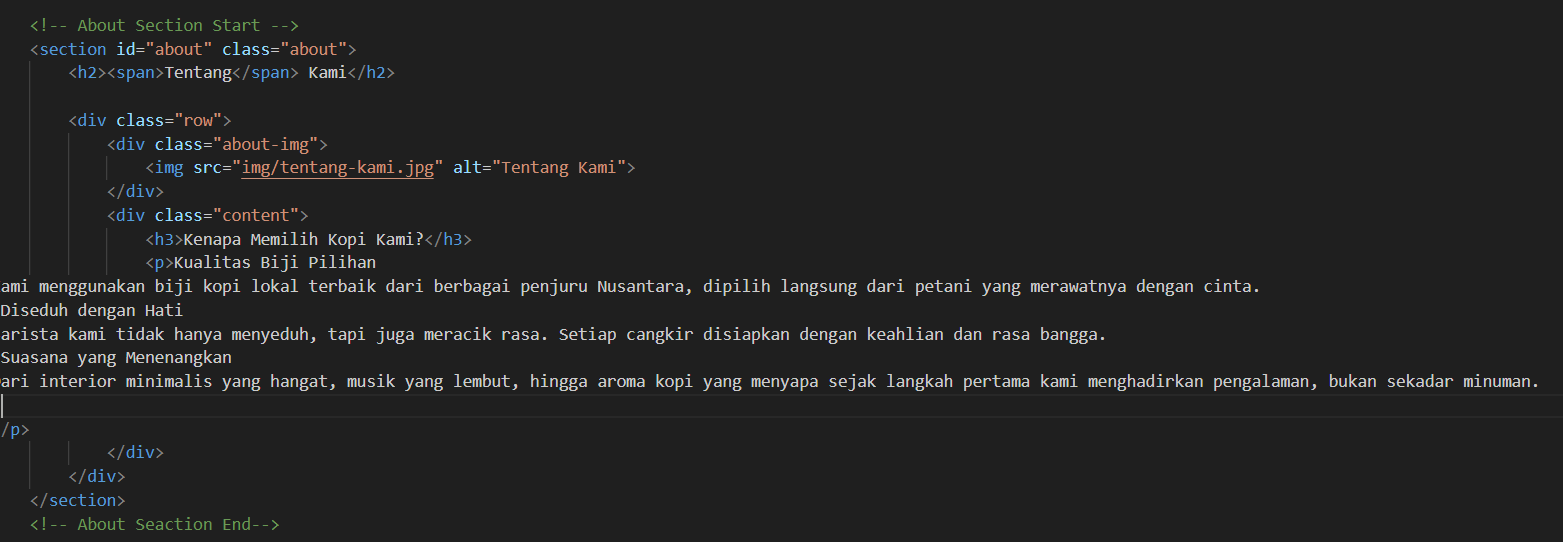 <!-- About Section Start -->
<section id="about" class="about">
<h2><span>Tentang</span> Kami</h2>
<div class="row">
<div class="about-img">
<img src="img/tentang-kami.jpg" alt="Tentang Kami">
</div>
<div class="content">
<h3>Kenapa Memilih Kopi Kami?</h3>
<p>Kualitas Biji Pilihan
ami menggunakan biji kopi lokal terbaik dari berbagai penjuru Nusantara, dipilih langsung dari petani yang merawatnya dengan cinta.
Diseduh dengan Hati
arista kami tidak hanya menyeduh, tapi juga meracik rasa. Setiap cangkir disiapkan dengan keahlian dan rasa bangga.
Suasana yang Menenangkan
ari interior minimalis yang hangat, musik yang lembut, hingga aroma kopi yang menyapa sejak langkah pertama kami menghadirkan pengalaman, bukan sekadar minuman.
/p>
</div>
</div>
</section>
<!-- About Seaction End-->